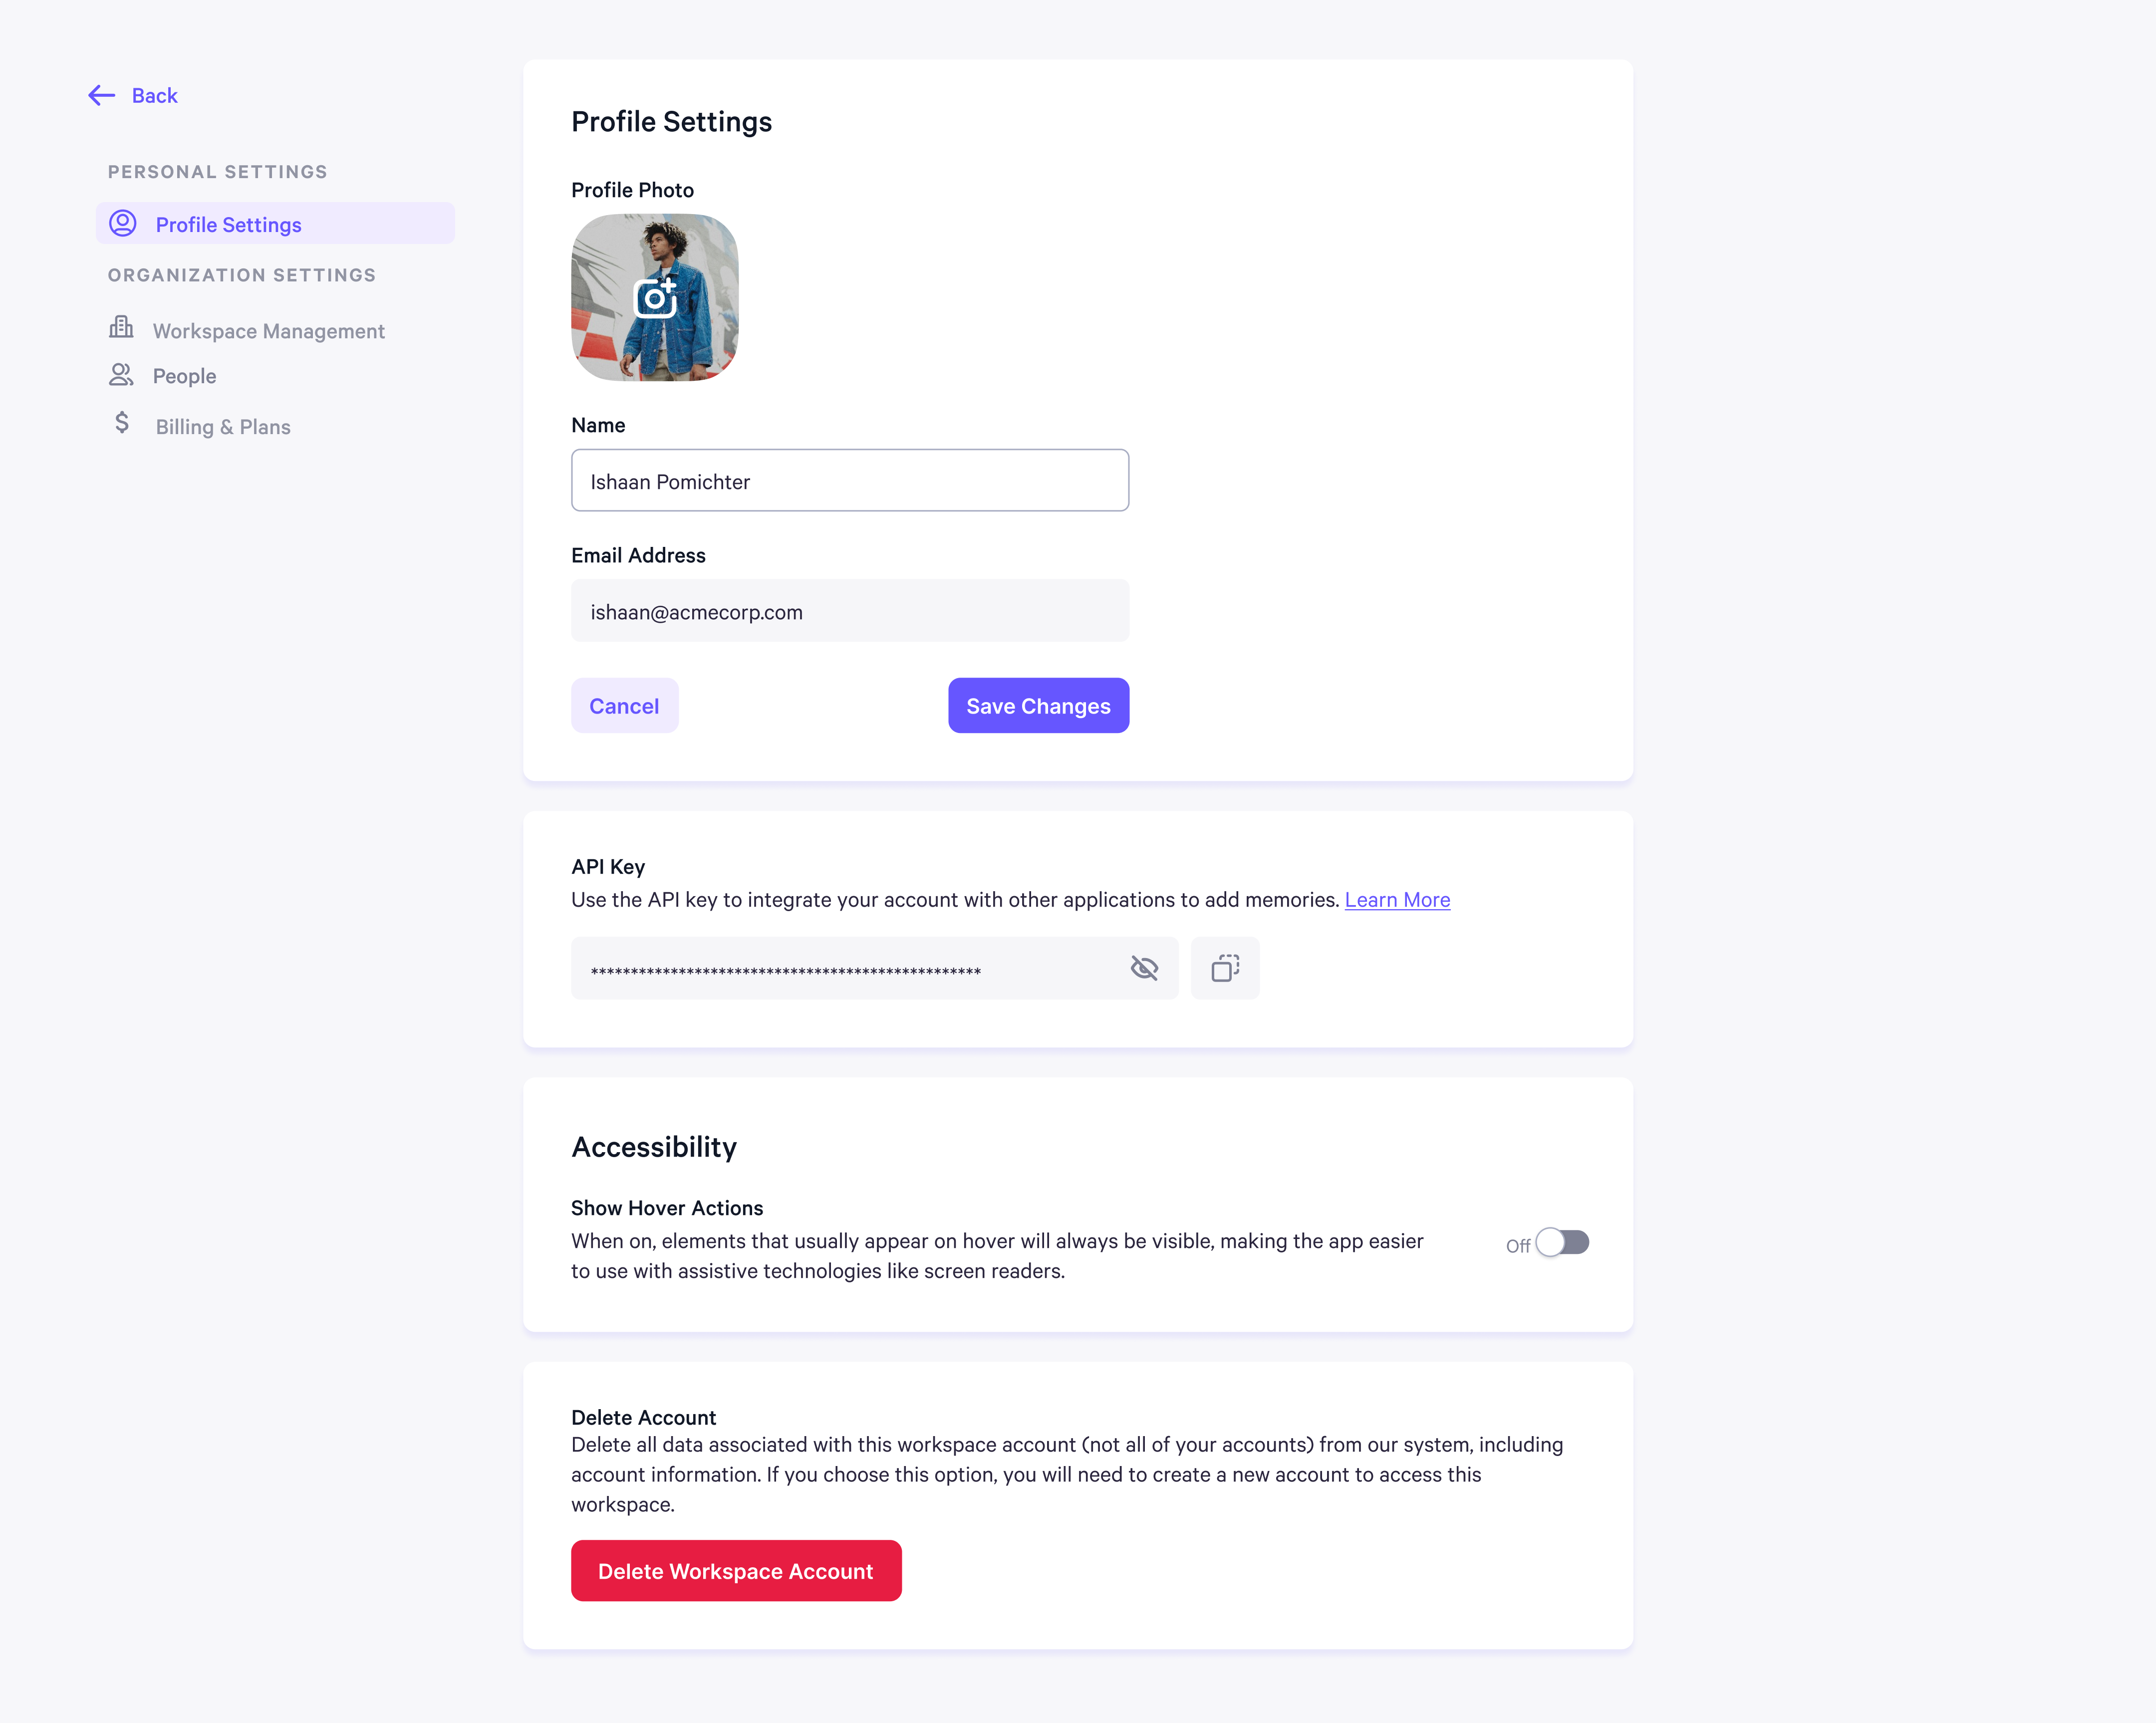 Back
PERSONAL SETTINGS
Profile Settings
ORGANIZATION SETTINGS
Workspace Management
People
Billing & Plans
Profile Settings
Profile Photo
Name
Ishaan Pomichter
Email Address
ishaan@acmecorp.com
Cancel
Save Changes
API Key
Use the API key to integrate your account with other applications to add memories. Learn More
*************************************************
Accessibility
Show Hover Actions
When on, elements that usually appear on hover will always be visible, making the app easier
to use with assistive technologies like screen readers.
Off
Delete Account
Delete all data associated with this workspace account (not all of your accounts) from our system, including
account information. If you choose this option, you will need to create a new account to access this
workspace.
Delete Workspace Account